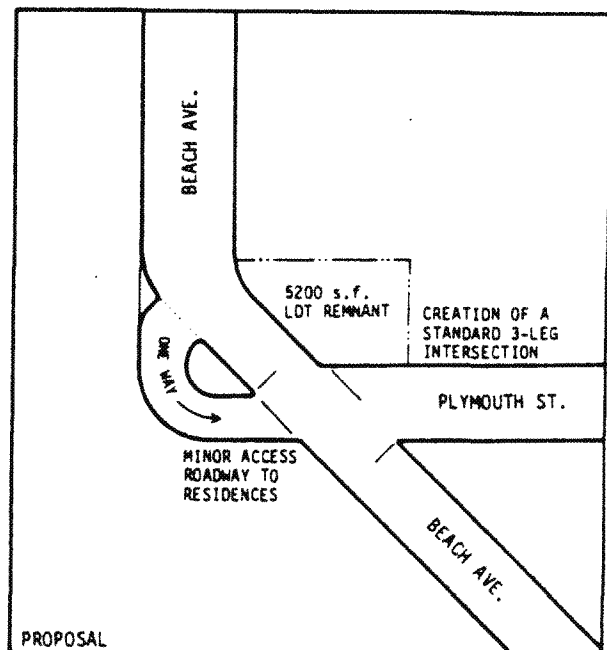 BEACH AVE.
5200 s.f.
LOT REMNANT
CREATION OF A
STANDARD 3-LEG
INTERSECTION
ONE WAY
PLYMOUTH ST.
MINOR ACCESS
ROADWAY TO
RESIDENCES
BEACH AVE.
PROPOSAL